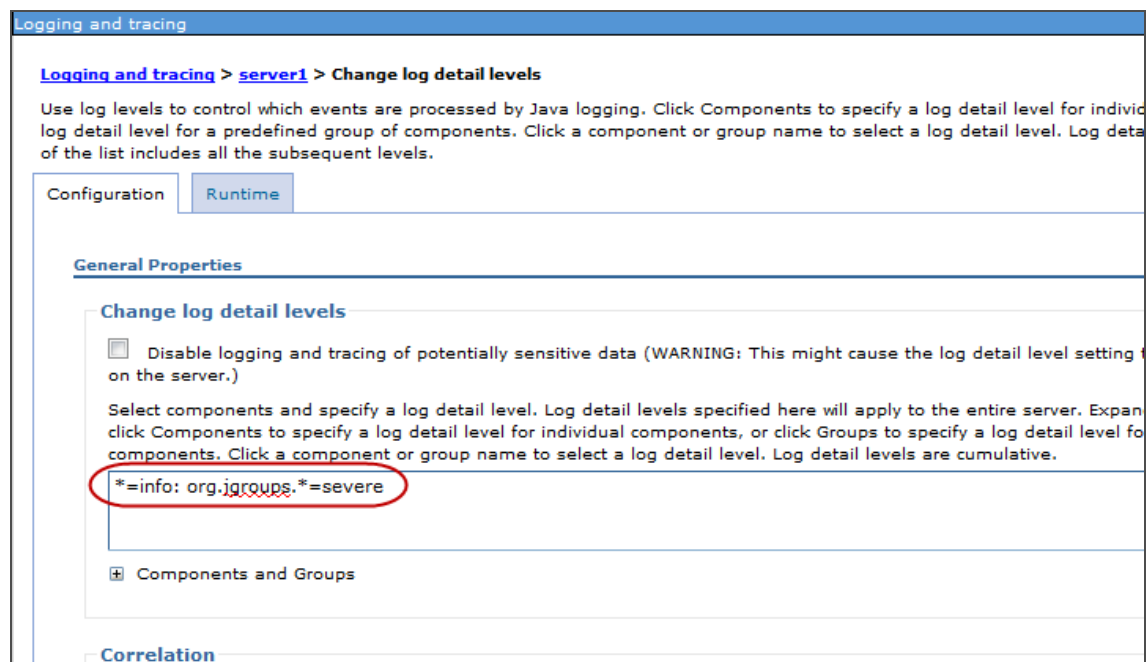 Logging and tracing
Logging and tracing > server1 > Change log detail levels
Use log levels to control which events are processed by Java logging. Click Components to specify a log detail level for
log detail level for a predefined group of components. Click a component or group name to select a log detail level. Log
of the list includes all the subsequent levels.
Configuration Runtime
General Properties
Change log detail levels
Disable logging and tracing of potentially sensitive data (WARNING: This might cause the log detail level setting
on the server.)
Select components and specify a log detail level. Log detail levels specified here will apply to the entire server.
click Components to specify a log detail level for individual components, or click Groups to specify a log detail level
components. Click a component or group name to select a log detail level. Log detail levels are cumulative.
*=info: org.jgroups.*=severe
Components and Groups
Correlation